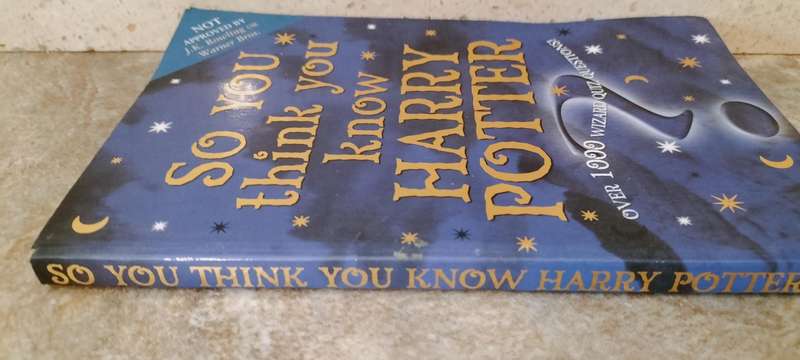 NOT
APPROVED BY
J.K. Rowling OR
Warner Bros.
SO YOU
think you
know
HARRY
POTTER
?
OVER 1000 WIZARD QUIZ QUESTIONS!
SO YOU THINK YOU KNOW HARRY POTTER